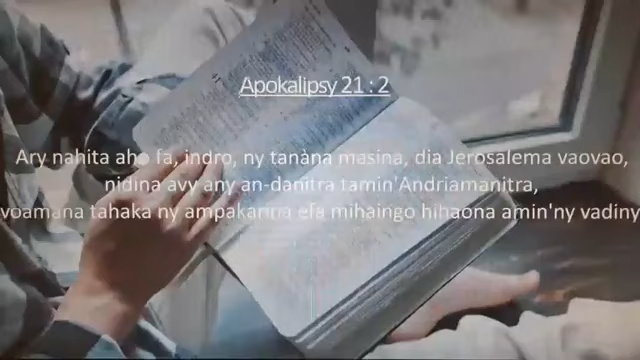 Apokalipsy 21 : 2
Ary nahita aho fa, indro, ny tanàna masina, dia Jerosalema vaovao,
nidina avy any an-danitra tamin'Andriamanitra,
voamana tahaka ny ampakarina efa mihaingo hihaona amin'ny vadiny